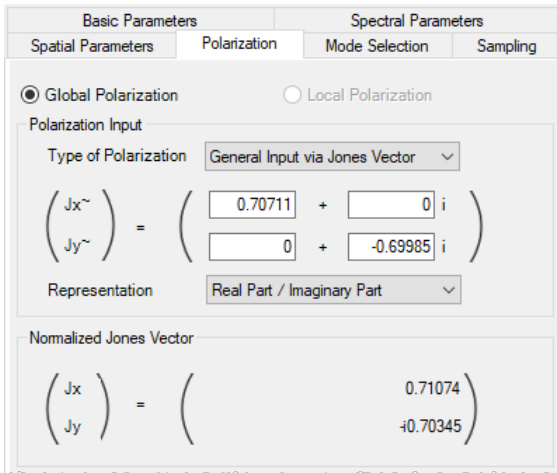 Basic Parameters Spectral Parameters
Spatial Parameters Polarization Mode Selection Sampling
Global Polarization Local Polarization
Polarization Input
Type of Polarization General Input via Jones Vector
Jx~ 0.70711 + 0 i
=
Jy~ 0 + -0.69985 i
Representation Real Part / Imaginary Part
Normalized Jones Vector
Jx 0.71074
=
Jy -i0.70345